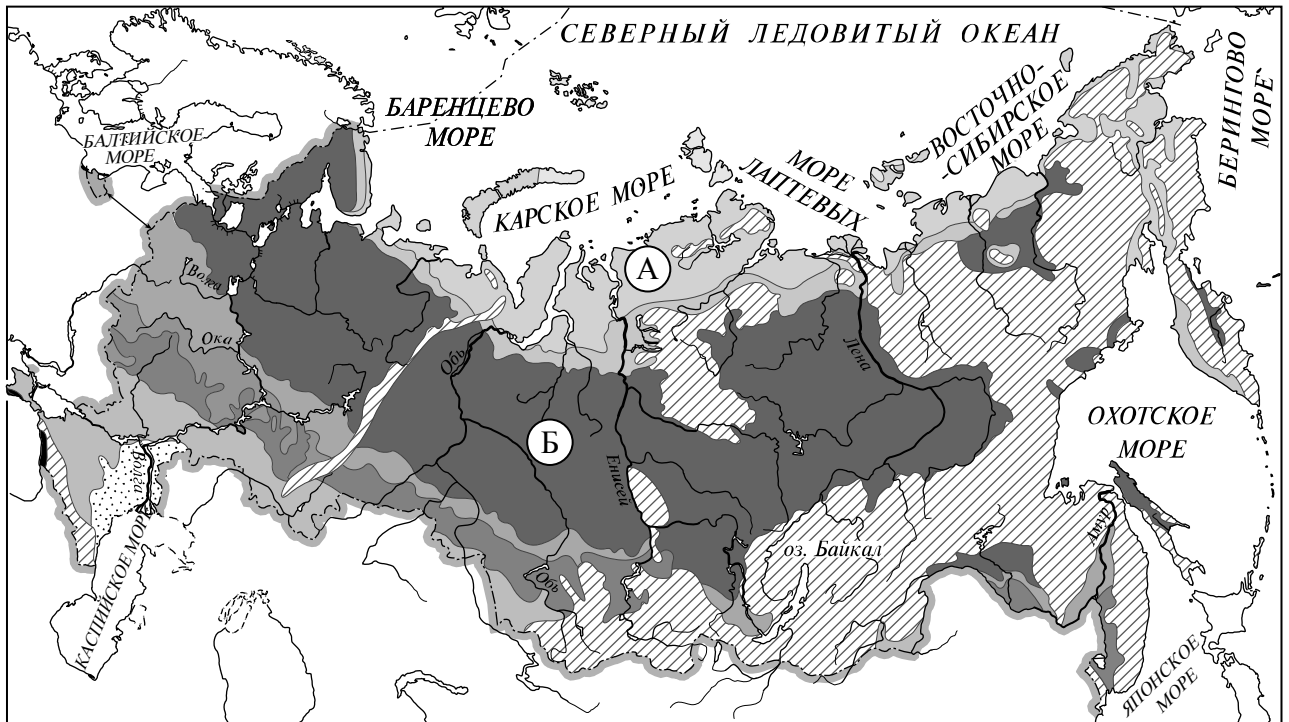 СЕВЕРНЫЙ ЛЕДОВИТЫЙ ОКЕАН
БАРЕНЦЕВО
МОРЕ
БАЛТИЙСКОЕ
МОРЕ
КАРСКОЕ МОРЕ
МОРЕ
ЛАПТЕВЫХ
ВОСТОЧНО-
-СИБИРСКОЕ
МОРЕ
БЕРИНГОВО
МОРЕ
А
Вожа
Ока
Обь
Лена
Б
Енисей
Волга
ОХОТСКОЕ
МОРЕ
Амур
оз. Байкал
Обь
КАСПИЙСКОЕ МОРЕ
ЯПОНСКОЕ
МОРЕ